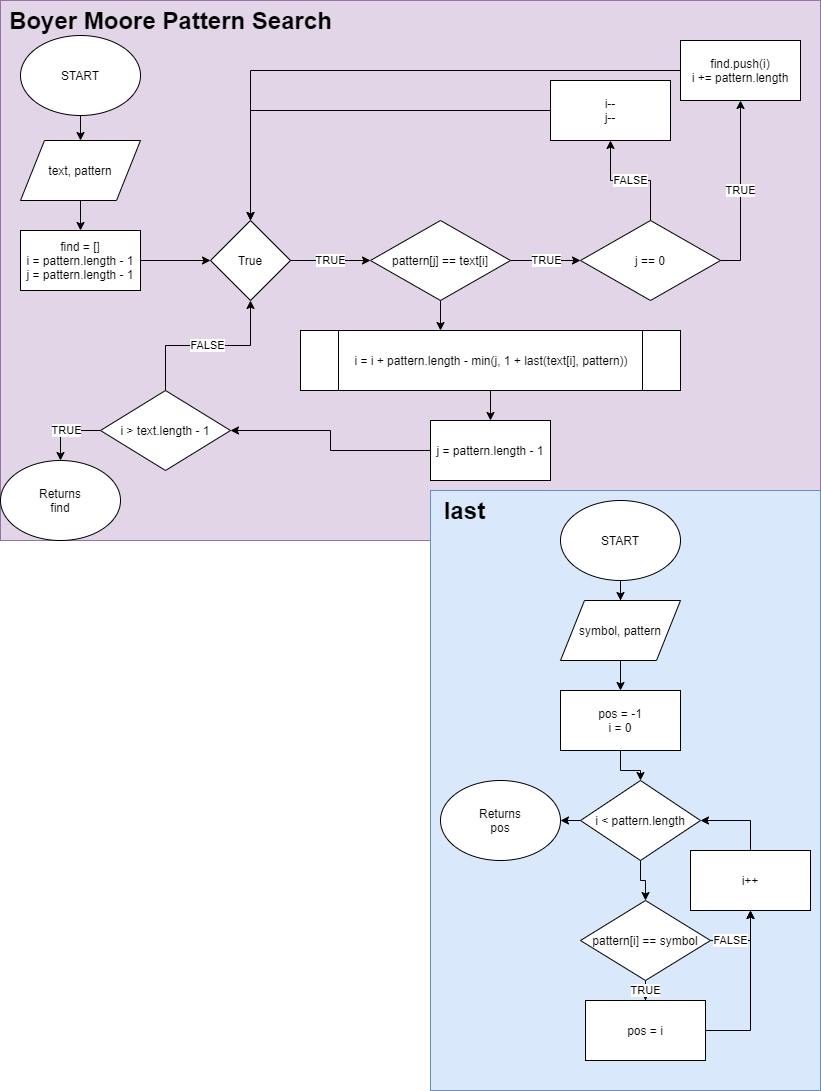 Boyer Moore Pattern Search
START
text, pattern
find = []
i = pattern.length - 1
j = pattern.length - 1
True
TRUE
pattern[j] == text[i]
TRUE
j == 0
FALSE
i--
j--
TRUE
find.push(i)
i += pattern.length
i = i + pattern.length - min(j, 1 + last(text[i], pattern))
j = pattern.length - 1
i > text.length - 1
FALSE
TRUE
Returns
find
last
START
symbol, pattern
pos = -1
i = 0
i < pattern.length
Returns
pos
pattern[i] == symbol
FALSE
i++
TRUE
pos = i